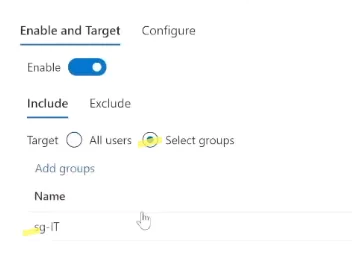 Enable and Target Configure
Enable
Include Exclude
Target All users Select groups
Add groups
Name
sg-IT